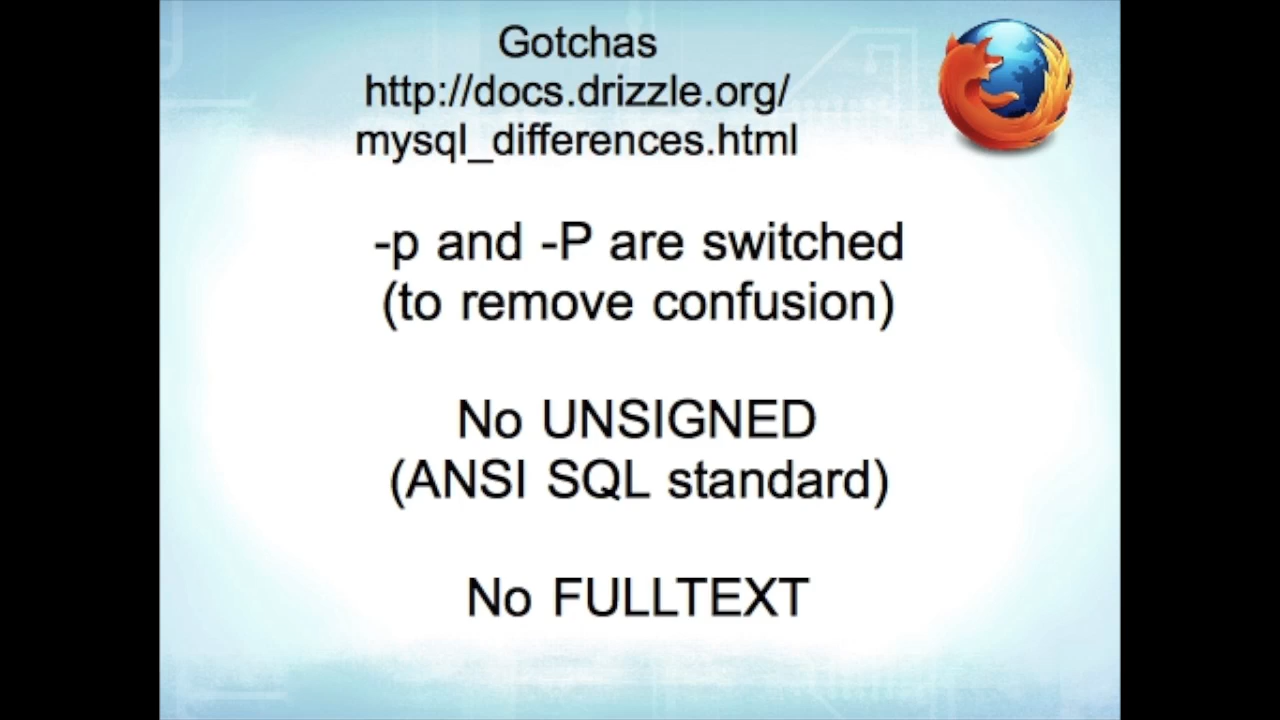 Gotchas
http://docs.drizzle.org/
mysql_differences.html
-p and -P are switched
(to remove confusion)
No UNSIGNED
(ANSI SQL standard)
No FULLTEXT